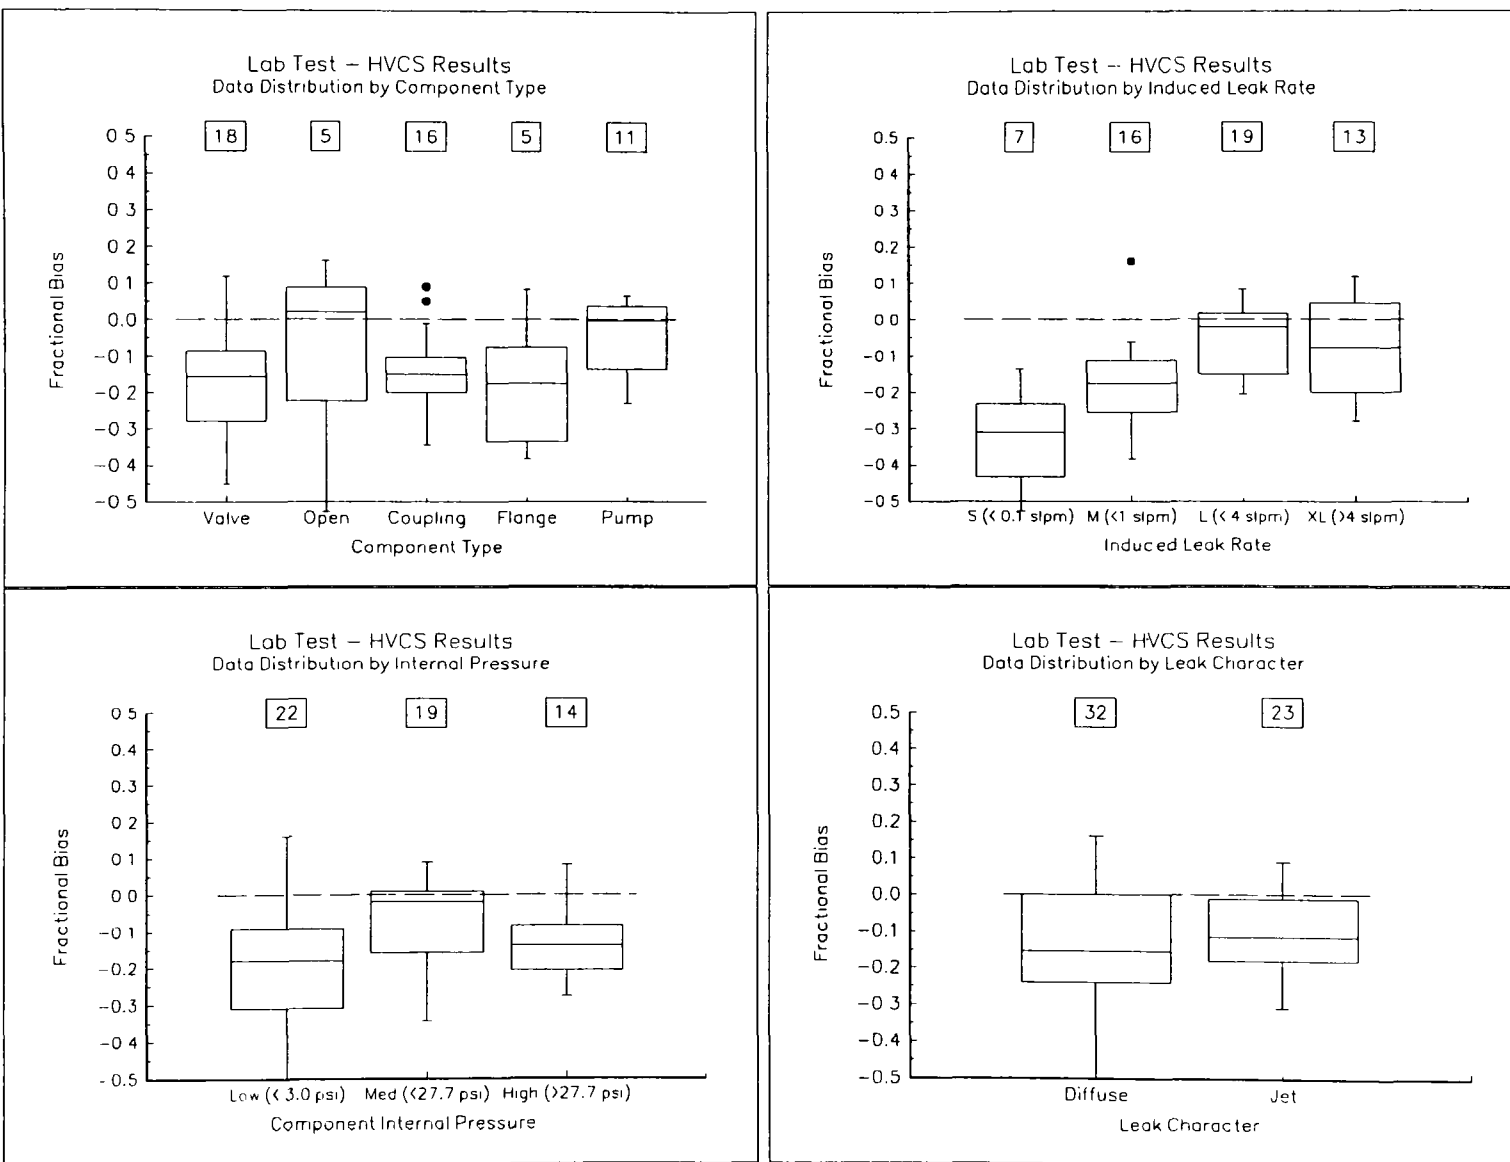 Lab Test – HVCS Results
Data Distribution by Component Type
18 5 16 5 11
0 5
0 4
0 3
0 2
0 1
0.0
-0 1
-0 2
-0 3
-0 4
-0 5
Fractional Bias
Valve Open Coupling Flange Pump
Component Type
Lab Test -- HVCS Results
Data Distribution by Induced Leak Rate
7 16 19 13
0.5
0 4
0 3
0.2
0 1
0.0
-0 1
-0 2
-0.3
-0 4
-0 5
Fractional Bias
S (< 0.1 slpm) M (<1 slpm) L (< 4 slpm) XL (>4 slpm)
Induced Leak Rate
Lab Test – HVCS Results
Data Distribution by Internal Pressure
22 19 14
0 5
0.4
0.3
0.2
0 1
0.0
-0 1
-0.2
-0.3
-0 4
-0.5
Fractional Bias
Low (< 3.0 psi) Med (<27.7 psi) High (>27.7 psi)
Component Internal Pressure
Lab Test – HVCS Results
Data Distribution by Leak Character
32 23
0.5
0.4
0.3
0.2
0.1
0.0
-0.1
-0.2
-0 3
-0.4
-0.5
Fractional Bias
Diffuse Jet
Leak Character